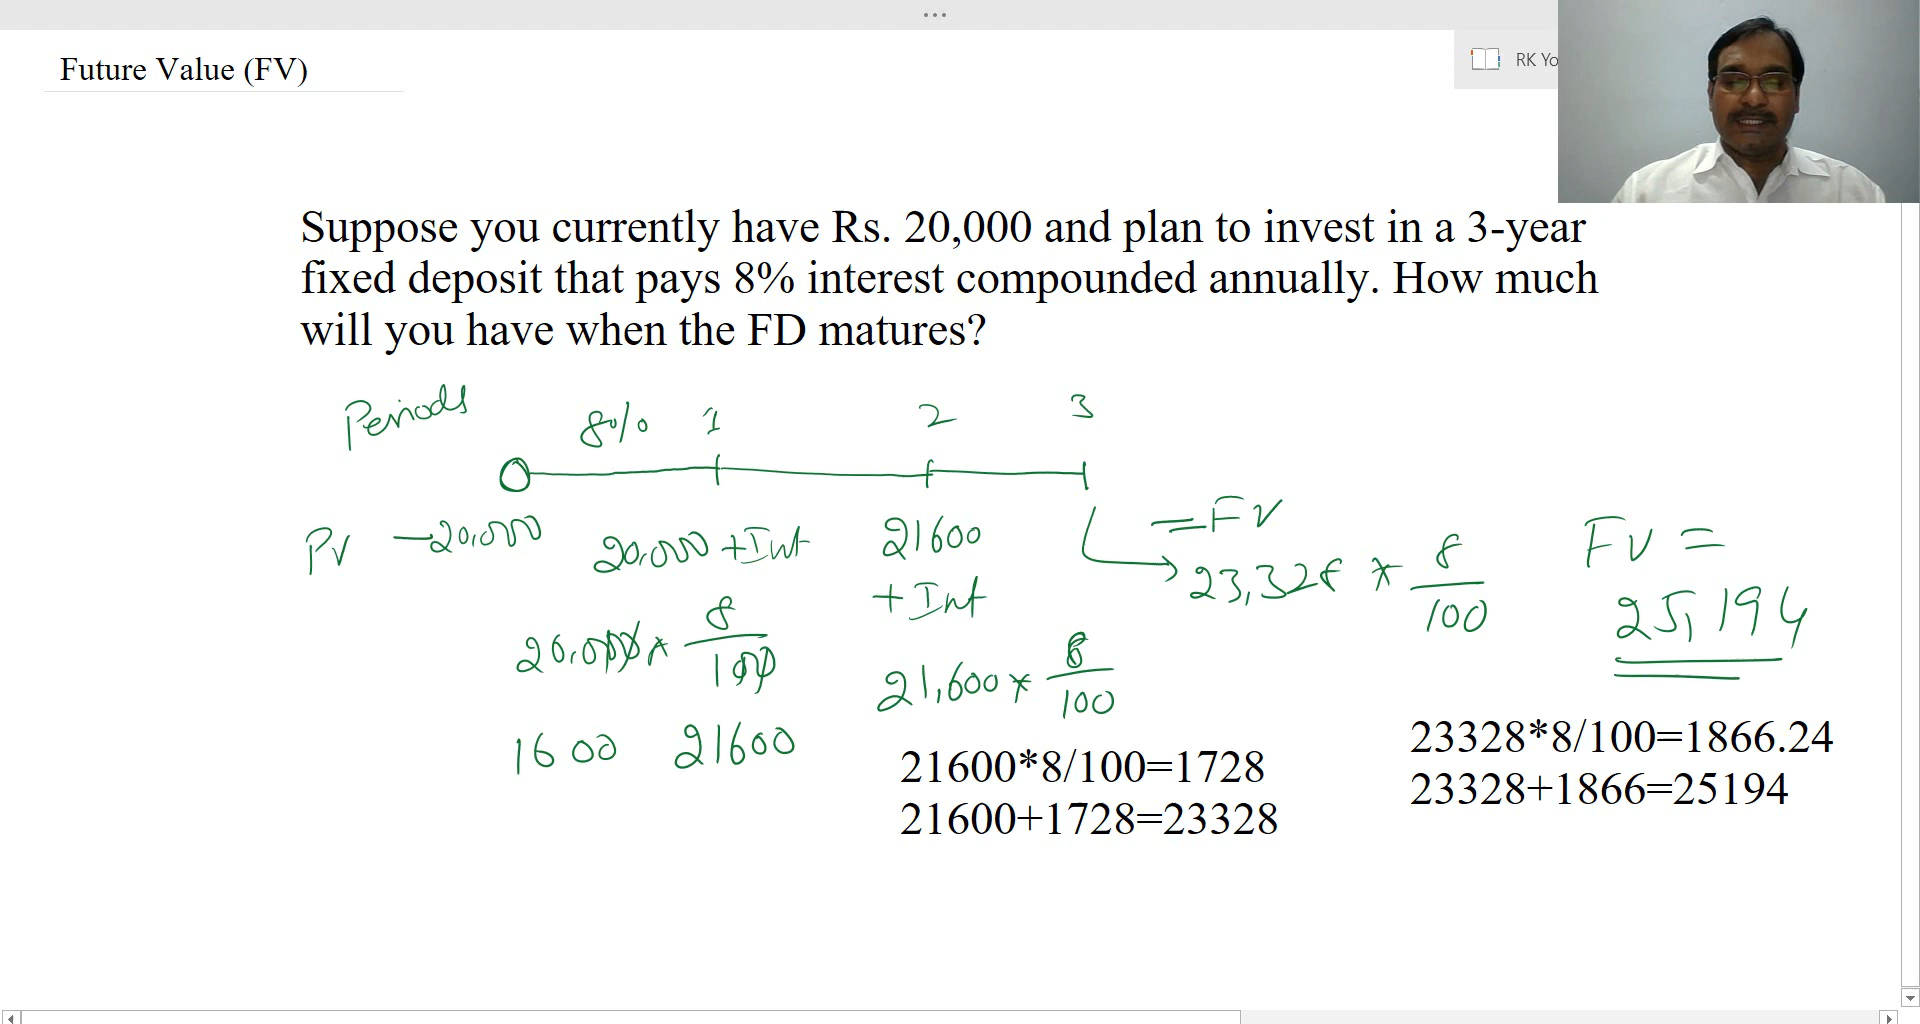 Future Value (FV)
RK Yo
Suppose you currently have Rs. 20,000 and plan to invest in a 3-year
fixed deposit that pays 8% interest compounded annually. How much
will you have when the FD matures?
Periods 8% 1 2 3
PV -20,000 20,000 +Int 21600 =FV
+ Int 23,328 * 8/100
FV =
25,194
20,000 * 8/100
21,600 * 8/100
1600 21600
21600*8/100=1728
21600+1728=23328
23328*8/100=1866.24
23328+1866=25194